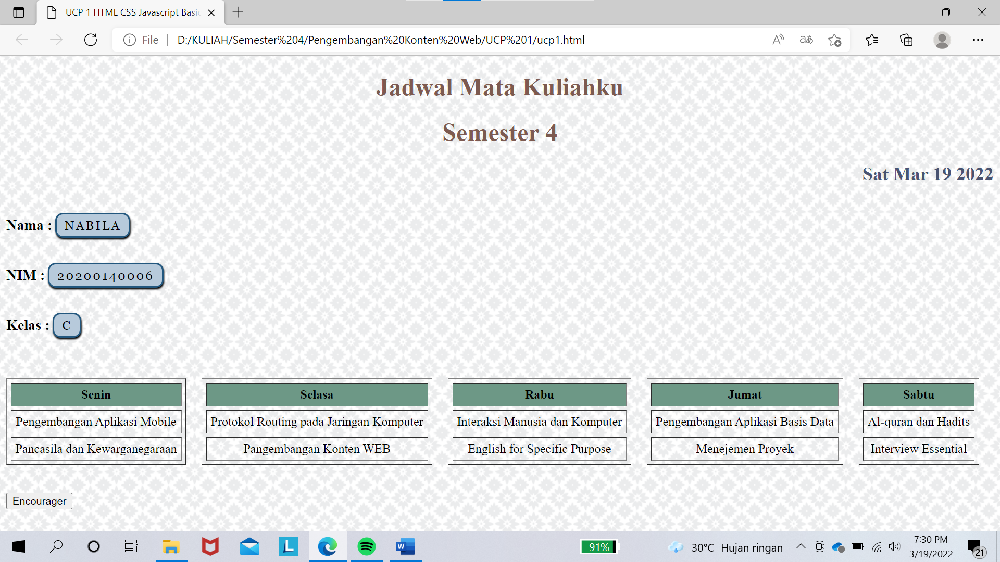 UCP 1 HTML CSS Javascript Basic
File
D:/KULIAH/Semester%204/Pengembangan%20Konten%20Web/UCP%201/ucp1.html
Jadwal Mata Kuliahku
Semester 4
Sat Mar 19 2022
Nama : NABILA
NIM : 20200140006
Kelas : C
Senin Selasa Rabu Jumat Sabtu
Pengembangan Aplikasi Mobile Protokol Routing pada Jaringan Komputer Interaksi Manusia dan Komputer Pengembangan Aplikasi Basis Data Al-quran dan Hadits
Pancasila dan Kewarganegaraan Pangembangan Konten WEB English for Specific Purpose Menejemen Proyek Interview Essential
Encourager
91%
30°C Hujan ringan
7:30 PM
3/19/2022
21